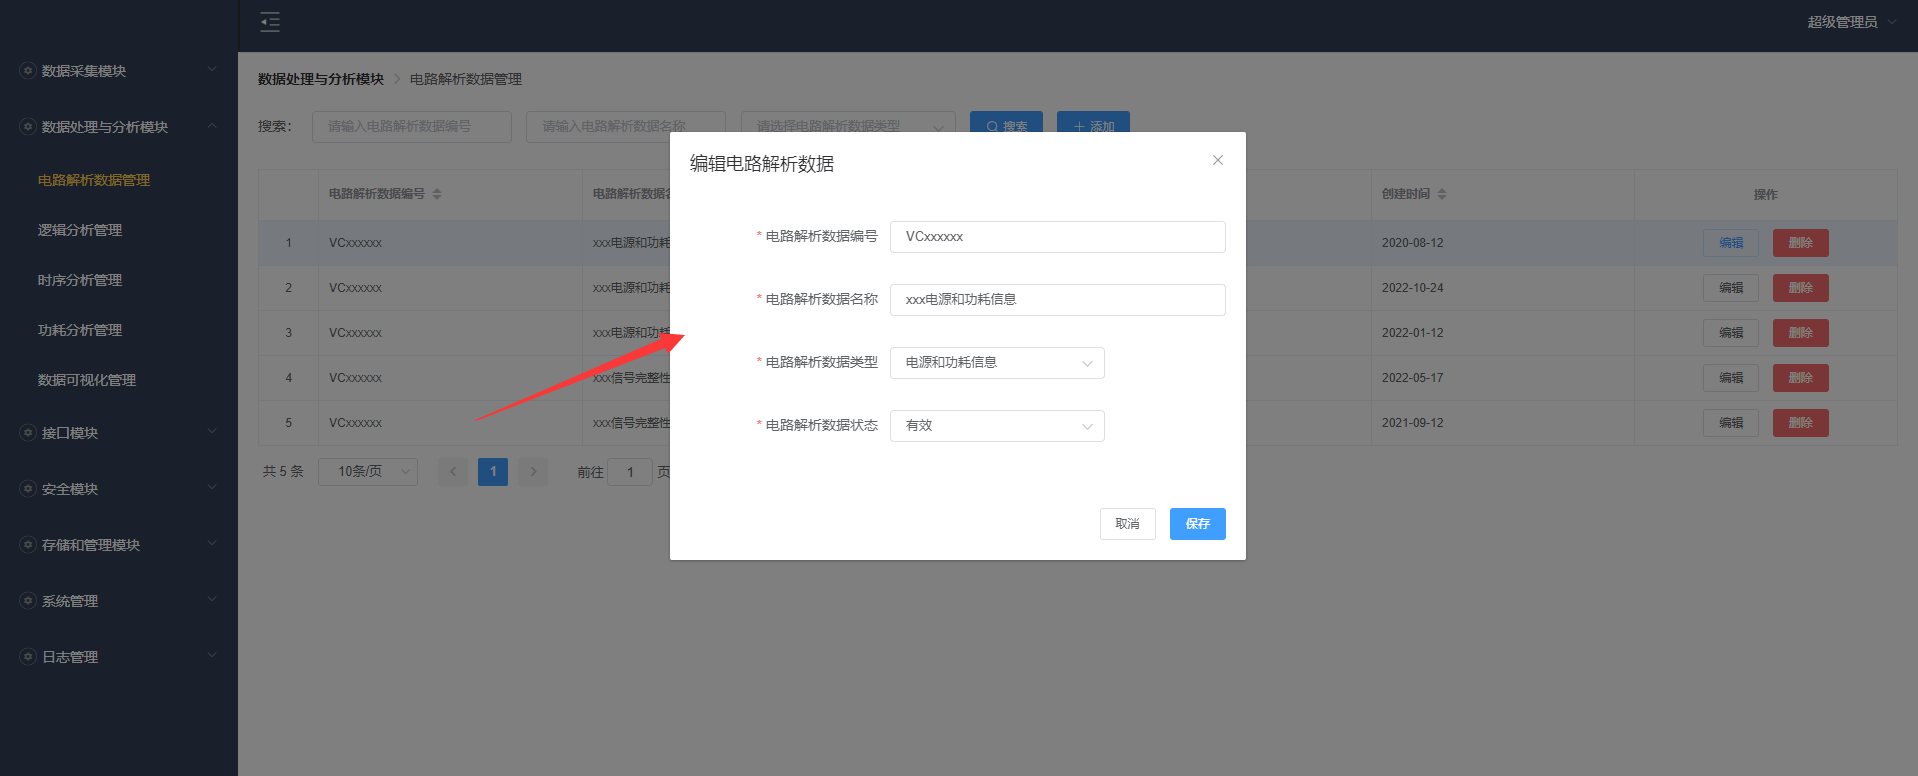 超级管理员
数据采集模块
数据处理与分析模块
电路解析数据管理
逻辑分析管理
时序分析管理
功耗分析管理
数据可视化管理
接口模块
安全模块
存储和管理模块
系统管理
日志管理
数据处理与分析模块 电路解析数据管理
搜索： 请输入电路解析数据编号 请输入电路解析数据名称 请选择电路解析数据类型 搜索 添加
电路解析数据编号 电路解析数据 创建时间 操作
1 VCxxxxxx xxx电源和功耗 2020-08-12 编辑 删除
2 VCxxxxxx xxx电源和功耗 2022-10-24 编辑 删除
3 VCxxxxxx xxx电源和功耗 2022-01-12 编辑 删除
4 VCxxxxxx xxx信号完整性 2022-05-17 编辑 删除
5 VCxxxxxx xxx信号完整性 2021-09-12 编辑 删除
共 5 条 10条/页 1 前往 1 页
编辑电路解析数据
* 电路解析数据编号 VCxxxxxx
* 电路解析数据名称 xxx电源和功耗信息
* 电路解析数据类型 电源和功耗信息
* 电路解析数据状态 有效
取消 保存